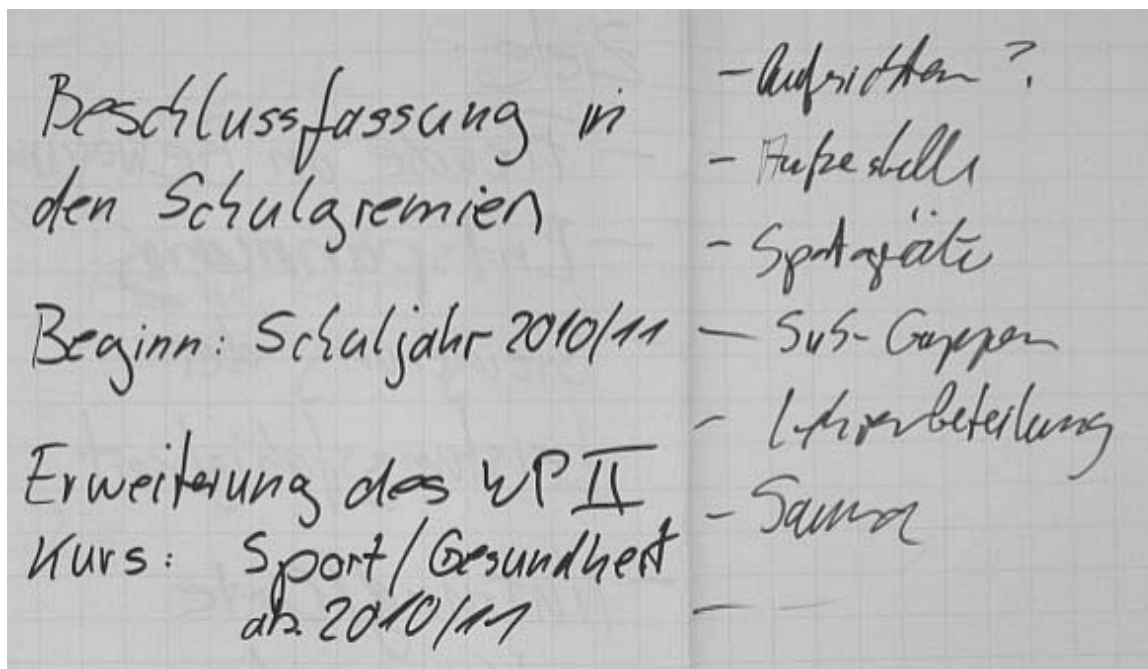 Beschlussfassung in
den Schulgremien
Beginn: Schuljahr 2010/11
Erweiterung des WP II
Kurs: Sport/Gesundheit
ab 2010/11
- Aufsichten?
-
- Sportgeräte
- SuS-Gruppen
- Lehrerbeteilung
- Sauna
-